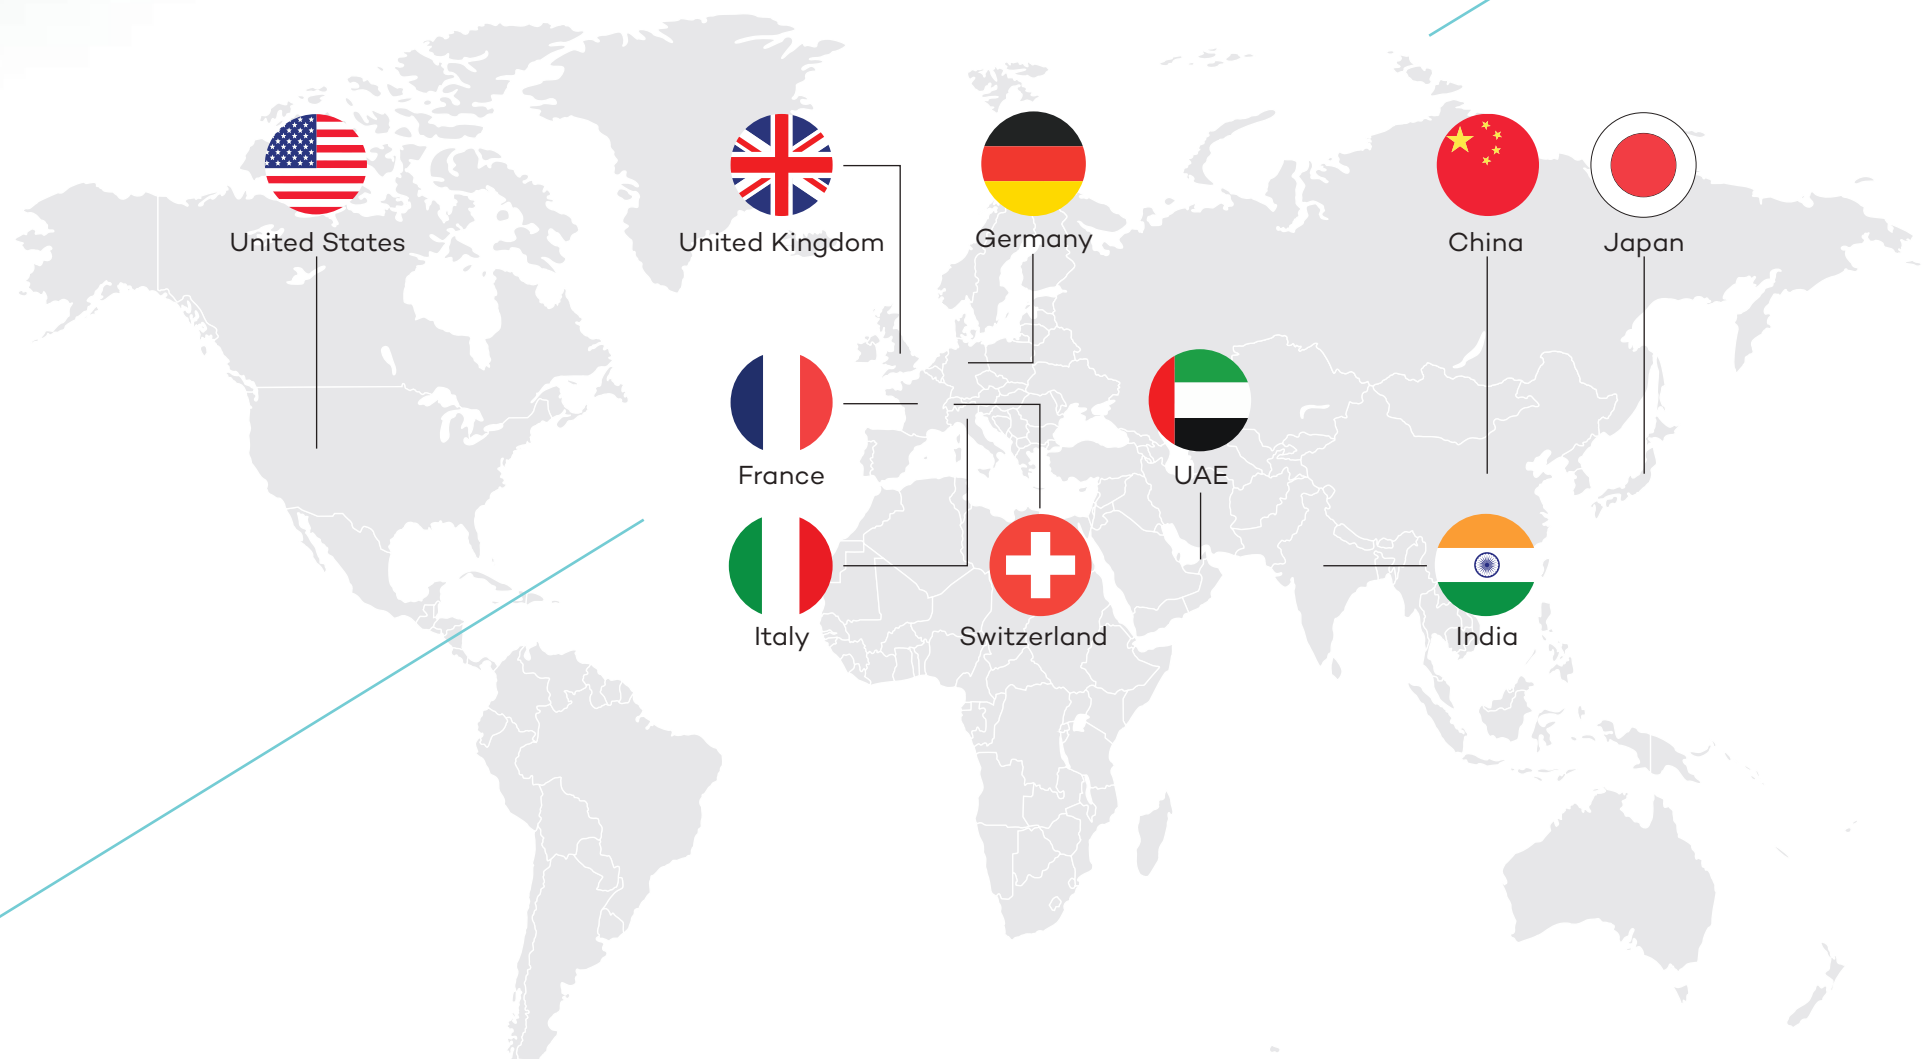 United States
United Kingdom
Germany
China
Japan
France
UAE
Italy
Switzerland
India